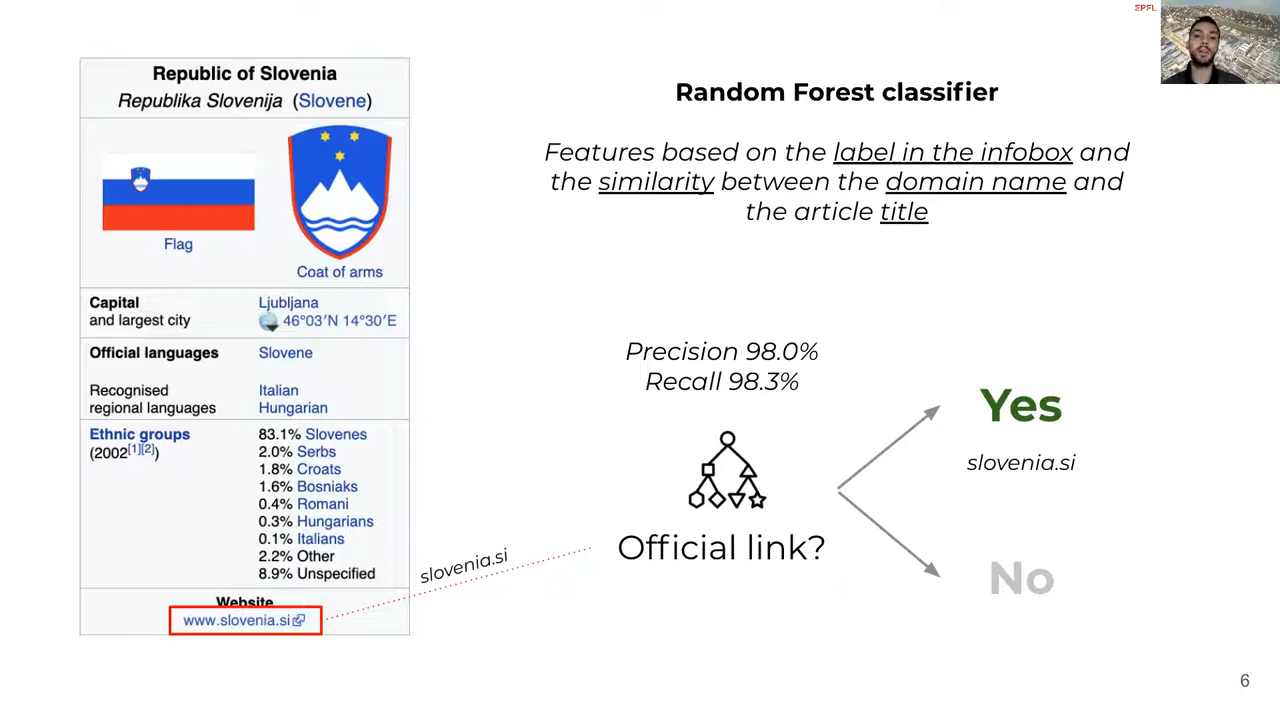 EPFL
Republic of Slovenia
Republika Slovenija (Slovene)
Flag
Coat of arms
Capital
and largest city
Ljubljana
46°03′N 14°30′E
Official languages
Slovene
Recognised
regional languages
Italian
Hungarian
Ethnic groups
(2002[1][2])
83.1% Slovenes
2.0% Serbs
1.8% Croats
1.6% Bosniaks
0.4% Romani
0.3% Hungarians
0.1% Italians
2.2% Other
8.9% Unspecified
Website
www.slovenia.si
slovenia.si
Random Forest classifier
Features based on the label in the infobox and
the similarity between the domain name and
the article title
Precision 98.0%
Recall 98.3%
Official link?
Yes
slovenia.si
No
6